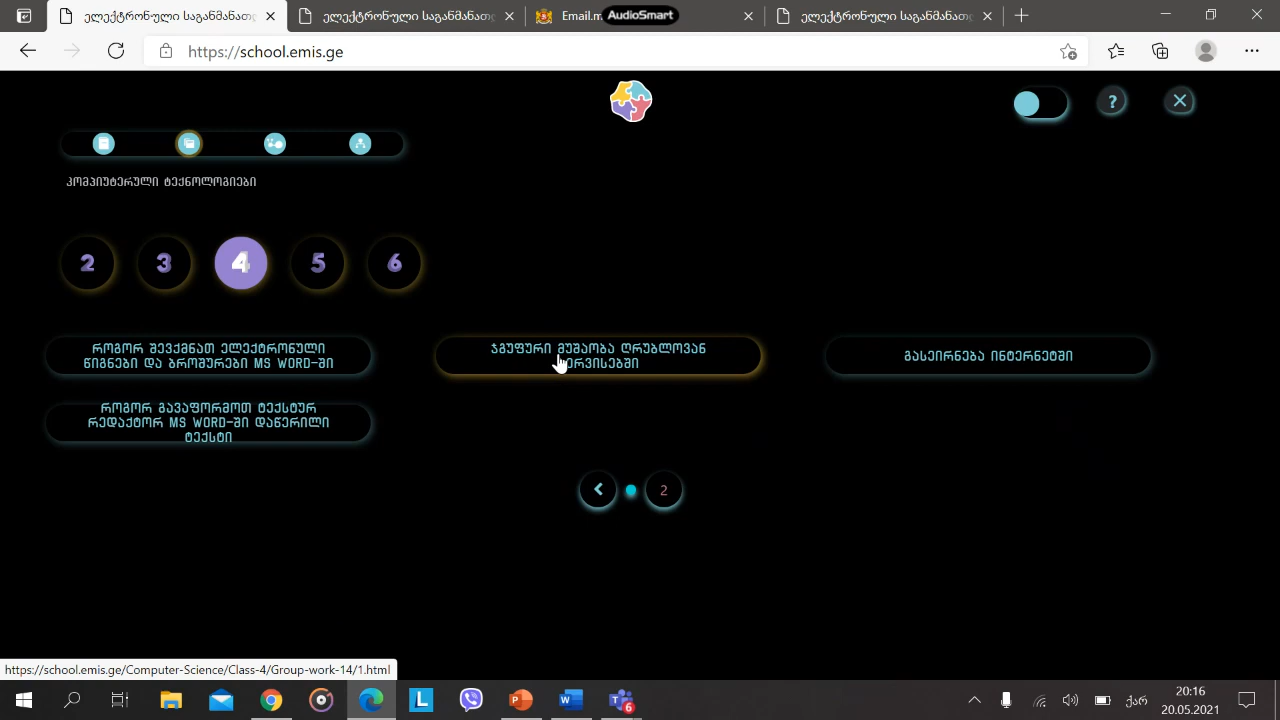 ელექტრონული საგანმანათ
ელექტრონული საგანმანათ
Email.m
AudioSmart
ელექტრონული საგანმანათ
https://school.emis.ge
?
კომპიუტერული ტექნოლოგიები
2 3 4 5 6
როგორ შევქმნათ ელექტრონული
წიგნები და ბროშურები MS WORD-ში
ჯგუფური მუშაობა ღრუბლოვან
სერვისებში
გასეირნება ინტერნეტში
როგორ გავაფორმოთ ტექსტურ
რედაქტორ MS WORD-ში დაწერილი
ტექსტი
2
https://school.emis.ge/Computer-Science/Class-4/Group-work-14/1.html
L
P
W
6
ქარ
20:16
20.05.2021